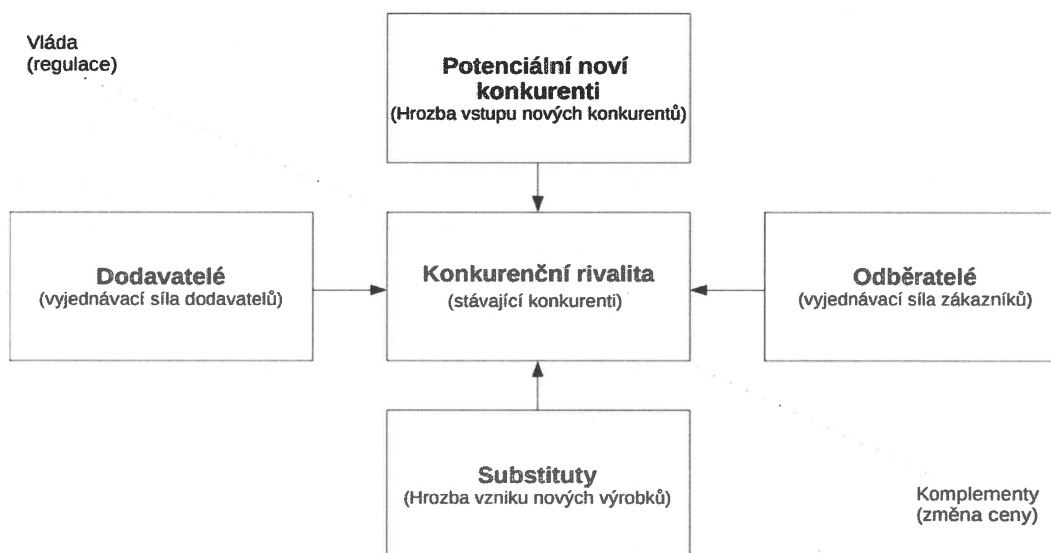 Vláda
(regulace)
Potenciální noví
konkurenti
(Hrozba vstupu nových konkurentů)
Dodavatelé
(vyjednávací síla dodavatelů)
Konkurenční rivalita
(stávající konkurenti)
Odběratelé
(vyjednávací síla zákazníků)
Substituty
(Hrozba vzniku nových výrobků)
Komplementy
(změna ceny)